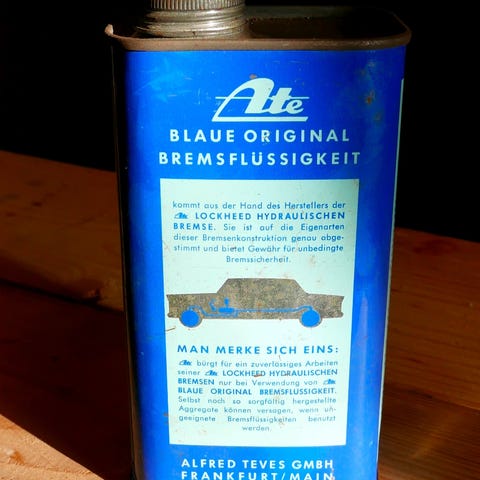 Ate
BLAUE ORIGINAL
BREMSFLÜSSIGKEIT
kommt aus der Hand des Herstellers der
Ate LOCKHEED HYDRAULISCHEN
BREMSE. Sie ist auf die Eigenarten
dieser Bremsenkonstruktion genau abge-
stimmt und bietet Gewähr für unbedingte
Bremssicherheit.
MAN MERKE SICH EINS:
Ate bürgt für ein zuverlässiges Arbeiten
seiner Ate LOCKHEED HYDRAULISCHEN
BREMSEN nur bei Verwendung von Ate
BLAUE ORIGINAL BREMSFLÜSSIGKEIT.
Selbst noch so sorgfältig hergestellte
Aggregate können versagen, wenn un-
geeignete Bremsflüssigkeiten benutzt
werden.
ALFRED TEVES GMBH
FRANKFURT/MAIN